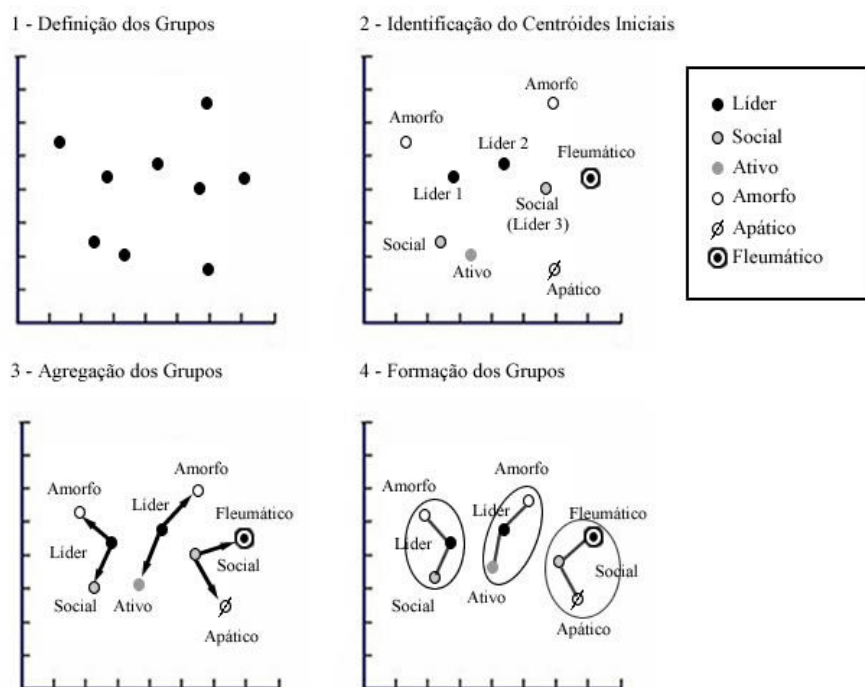 1 - Definição dos Grupos
2 - Identificação do Centróides Iniciais
Amorfo
Amorfo
Líder 2
Fleumático
Líder 1
Social
(Líder 3)
Social
Ativo
Apático
Líder
Social
Ativo
Amorfo
Apático
Fleumático
3 - Agregação dos Grupos
4 - Formação dos Grupos
Amorfo
Amorfo
Líder
Fleumático
Líder
Social
Social
Ativo
Apático
Amorfo
Amorfo
Líder
Fleumático
Líder
Social
Social
Ativo
Apático